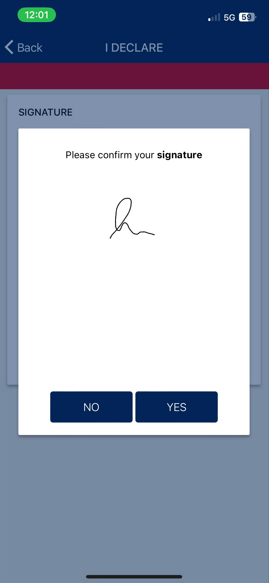 12:01
5G 59
Back I DECLARE
SIGNATURE
Please confirm your signature
NO YES